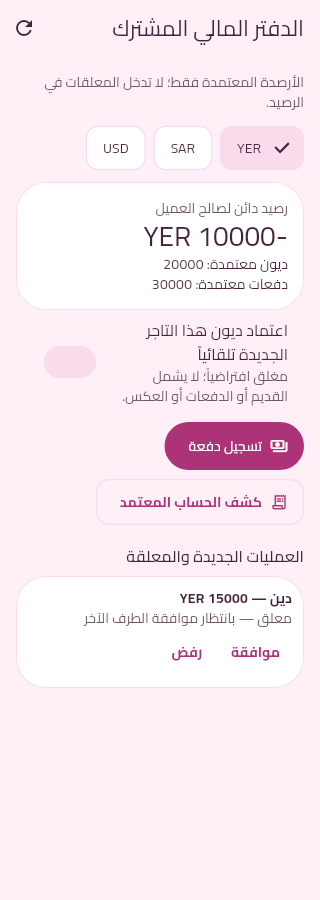 الدفتر المالي المشترك
الأرصدة المعتمدة فقط؛ لا تدخل المعلقات في
الرصيد.
YER
SAR
USD
رصيد دائن لصالح العميل
YER 10000-
ديون معتمدة: 20000
دفعات معتمدة: 30000
اعتماد ديون هذا التاجر
الجديدة تلقائياً
مغلق افتراضياً؛ لا يشمل
القديم أو الدفعات أو العكس.
تسجيل دفعة
كشف الحساب المعتمد
العمليات الجديدة والمعلقة
دين — 15000 YER
معلق — بانتظار موافقة الطرف الآخر
موافقة
رفض